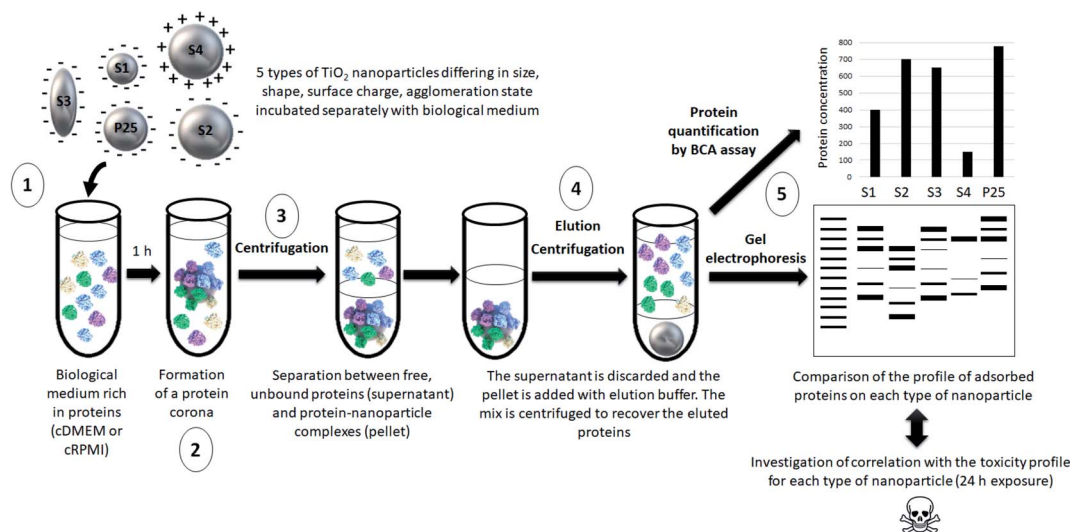 S4
S1
S3
P25
S2
5 types of TiO₂ nanoparticles differing in size,
shape, surface charge, agglomeration state
incubated separately with biological medium
1
1 h
Biological
medium rich
in proteins
(cDMEM or
cRPMI)
Formation
of a protein
corona
2
3
Centrifugation
Separation between free,
unbound proteins (supernatant)
and protein-nanoparticle
complexes (pellet)
4
Elution
Centrifugation
The supernatant is discarded and the
pellet is added with elution buffer. The
mix is centrifuged to recover the eluted
proteins
Protein
quantification
by BCA assay
5
Gel
electrophoresis
Protein concentration
800
700
600
500
400
300
200
100
0
S1 S2 S3 S4 P25
Comparison of the profile of adsorbed
proteins on each type of nanoparticle
Investigation of correlation with the toxicity profile
for each type of nanoparticle (24 h exposure)